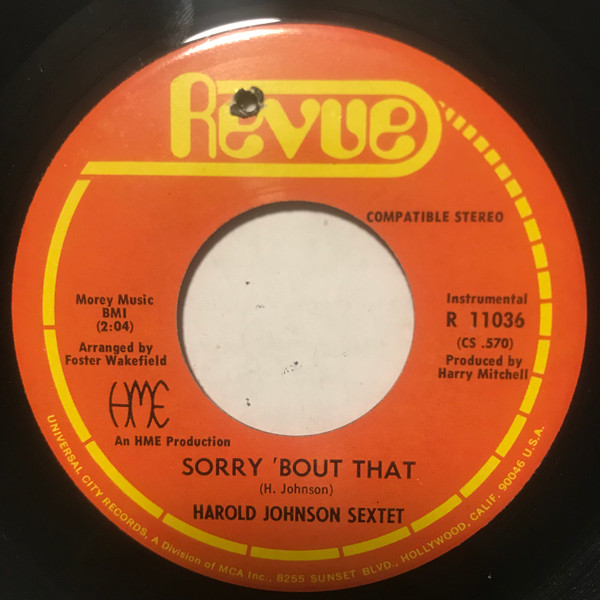 Revue
COMPATIBLE STEREO
Morey Music
BMI
(2:04)
Arranged by
Foster Wakefield
HME
An HME Production
Instrumental
R 11036
(CS .570)
Produced by
Harry Mitchell
SORRY 'BOUT THAT
(H. Johnson)
HAROLD JOHNSON SEXTET
UNIVERSAL CITY RECORDS, A Division of MCA Inc., 8255 SUNSET BLVD., HOLLYWOOD, CALIF. 90046 U.S.A.